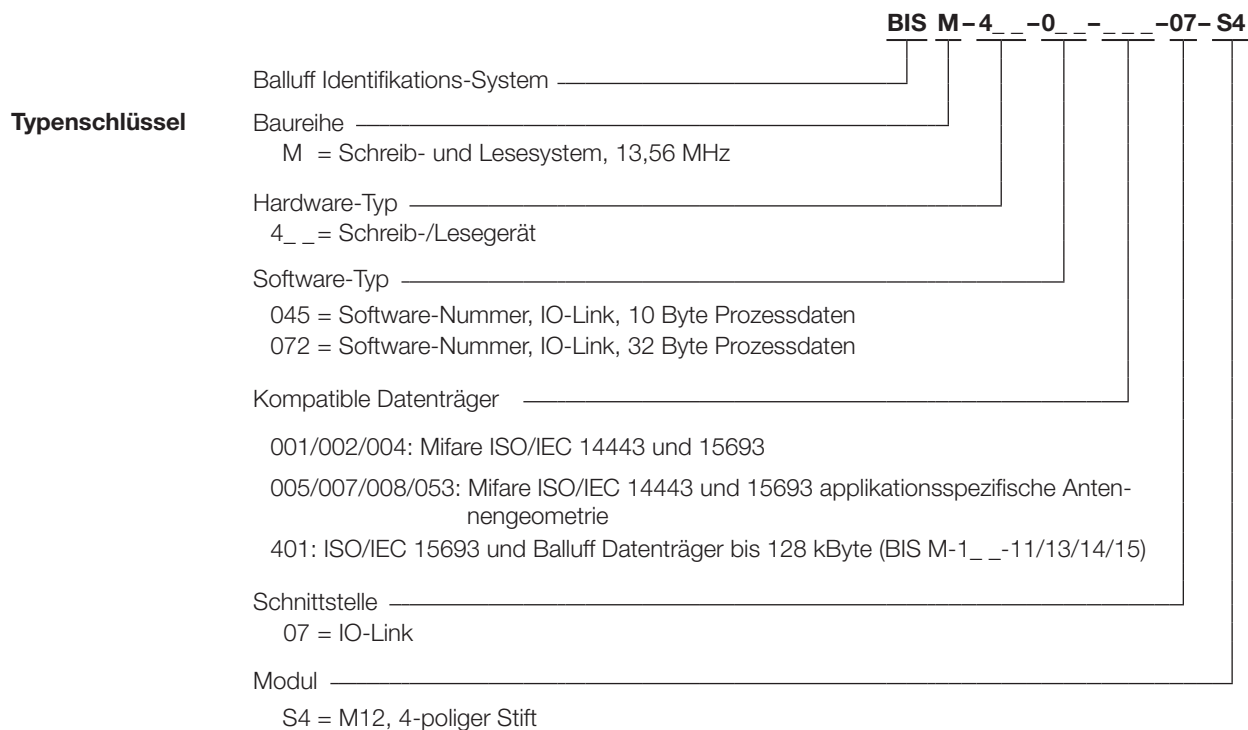 BIS M–4_ _–0_ _–_ _ _–07–S4
Balluff Identifikations-System
Typenschlüssel
Baureihe
M = Schreib- und Lesesystem, 13,56 MHz
Hardware-Typ
4_ _= Schreib-/Lesegerät
Software-Typ
045 = Software-Nummer, IO-Link, 10 Byte Prozessdaten
072 = Software-Nummer, IO-Link, 32 Byte Prozessdaten
Kompatible Datenträger
001/002/004: Mifare ISO/IEC 14443 und 15693
005/007/008/053: Mifare ISO/IEC 14443 und 15693 applikationsspezifische Anten-
nengeometrie
401: ISO/IEC 15693 und Balluff Datenträger bis 128 kByte (BIS M-1_ _-11/13/14/15)
Schnittstelle
07 = IO-Link
Modul
S4 = M12, 4-poliger Stift